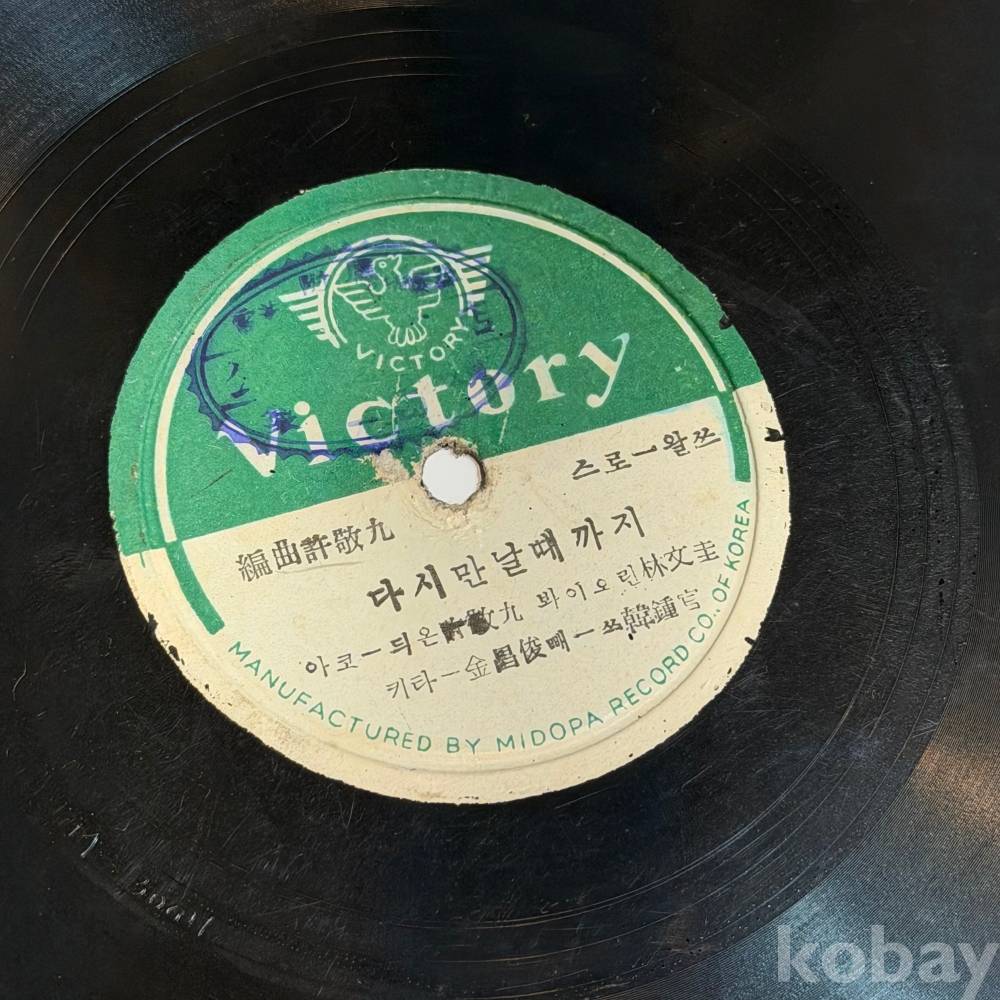 VICTORY
Victory
스로ー왈쯔
編曲許敬九
다시만날때까지
아코ー듸온許敬九 봐이오린林文圭
키타ー金昌俊빼ー쓰韓鍾官
MANUFACTURED BY MIDOPA RECORD CO., OF KOREA
kobay